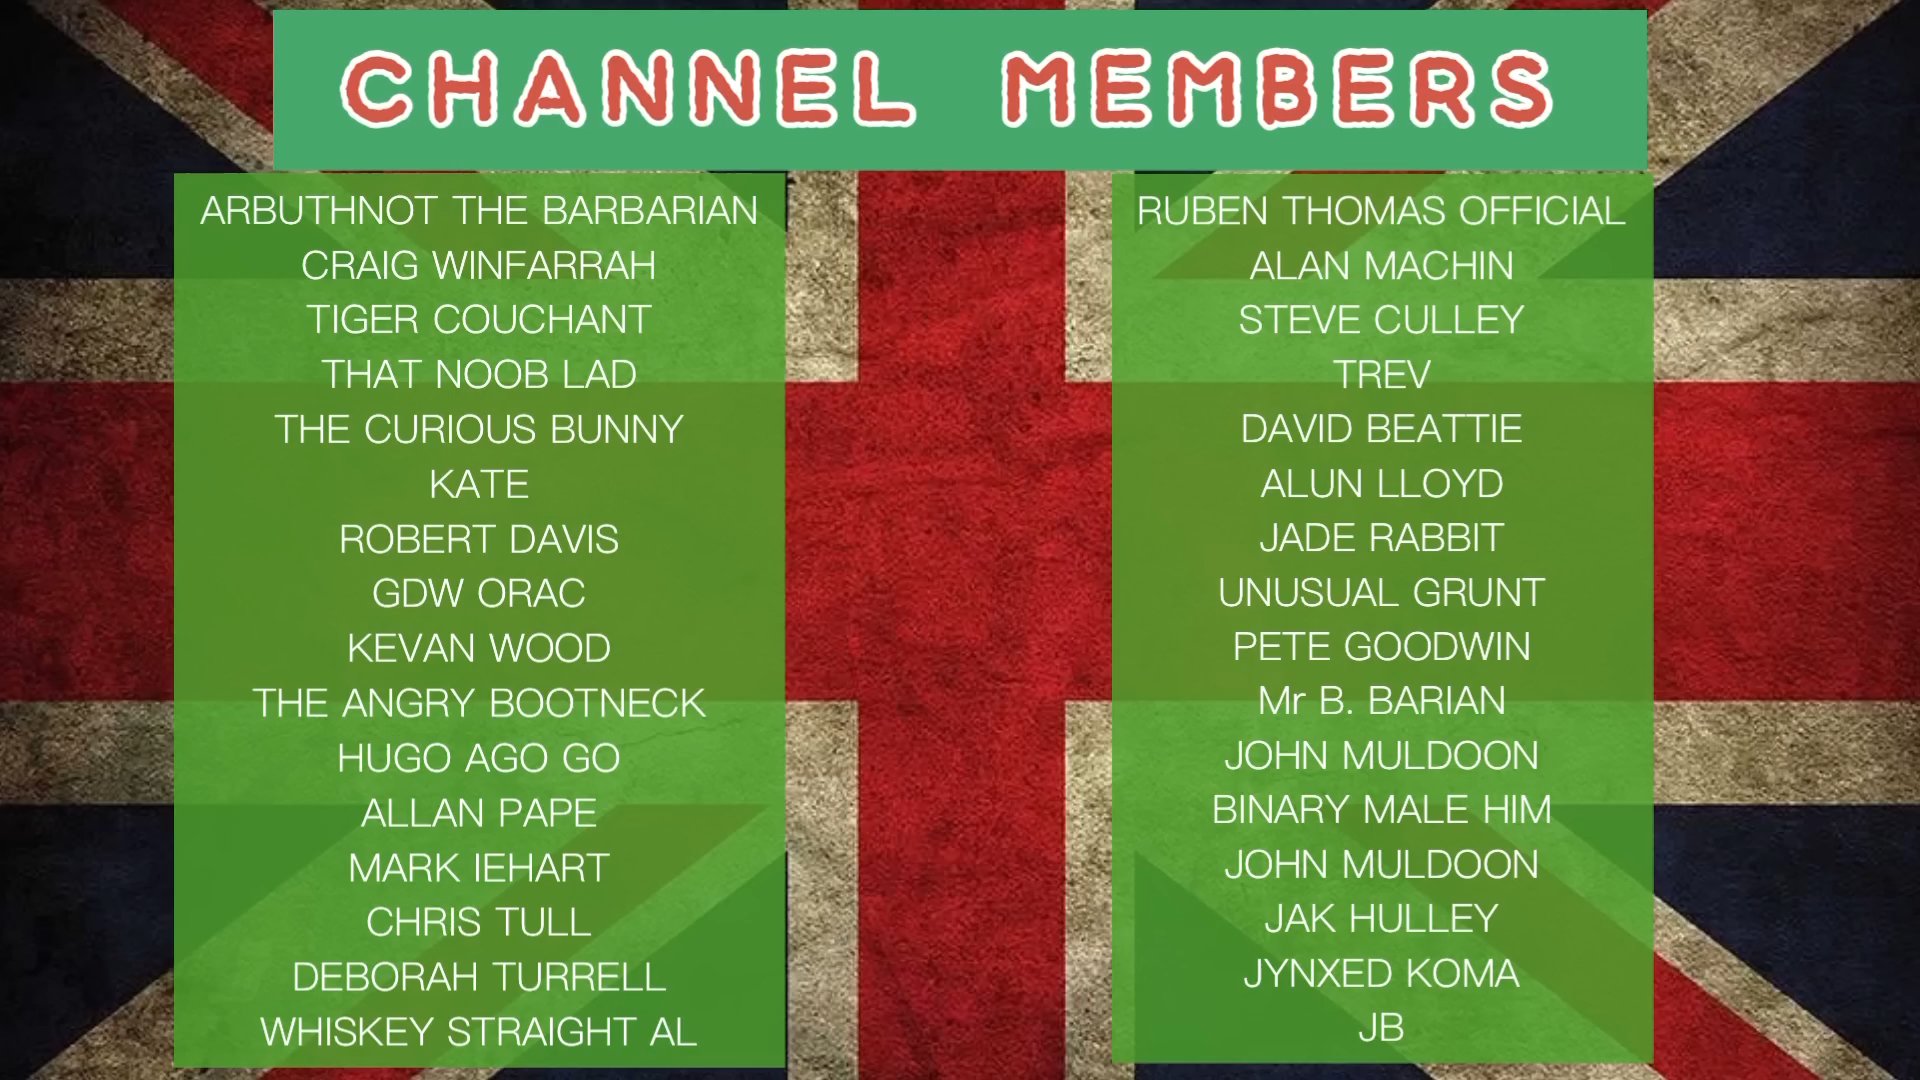 CHANNEL MEMBERS
ARBUTHNOT THE BARBARIAN
CRAIG WINFARRAH
TIGER COUCHANT
THAT NOOB LAD
THE CURIOUS BUNNY
KATE
ROBERT DAVIS
GDW ORAC
KEVAN WOOD
THE ANGRY BOOTNECK
HUGO AGO GO
ALLAN PAPE
MARK IEHART
CHRIS TULL
DEBORAH TURRELL
WHISKEY STRAIGHT AL
RUBEN THOMAS OFFICIAL
ALAN MACHIN
STEVE CULLEY
TREV
DAVID BEATTIE
ALUN LLOYD
JADE RABBIT
UNUSUAL GRUNT
PETE GOODWIN
Mr B. BARIAN
JOHN MULDOON
BINARY MALE HIM
JOHN MULDOON
JAK HULLEY
JYNXED KOMA
JB